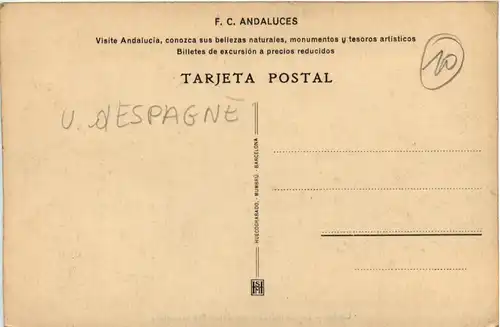 F. C. ANDALUCES
Visite Andalucia, conozca sus bellezas naturales, monumentos y tesoros artísticos
Billetes de excursión a precios reducidos
TARJETA POSTAL
10
U. d'ESPAGNE
HUECOGRABADO.- MUMBRÚ - BARCELONA